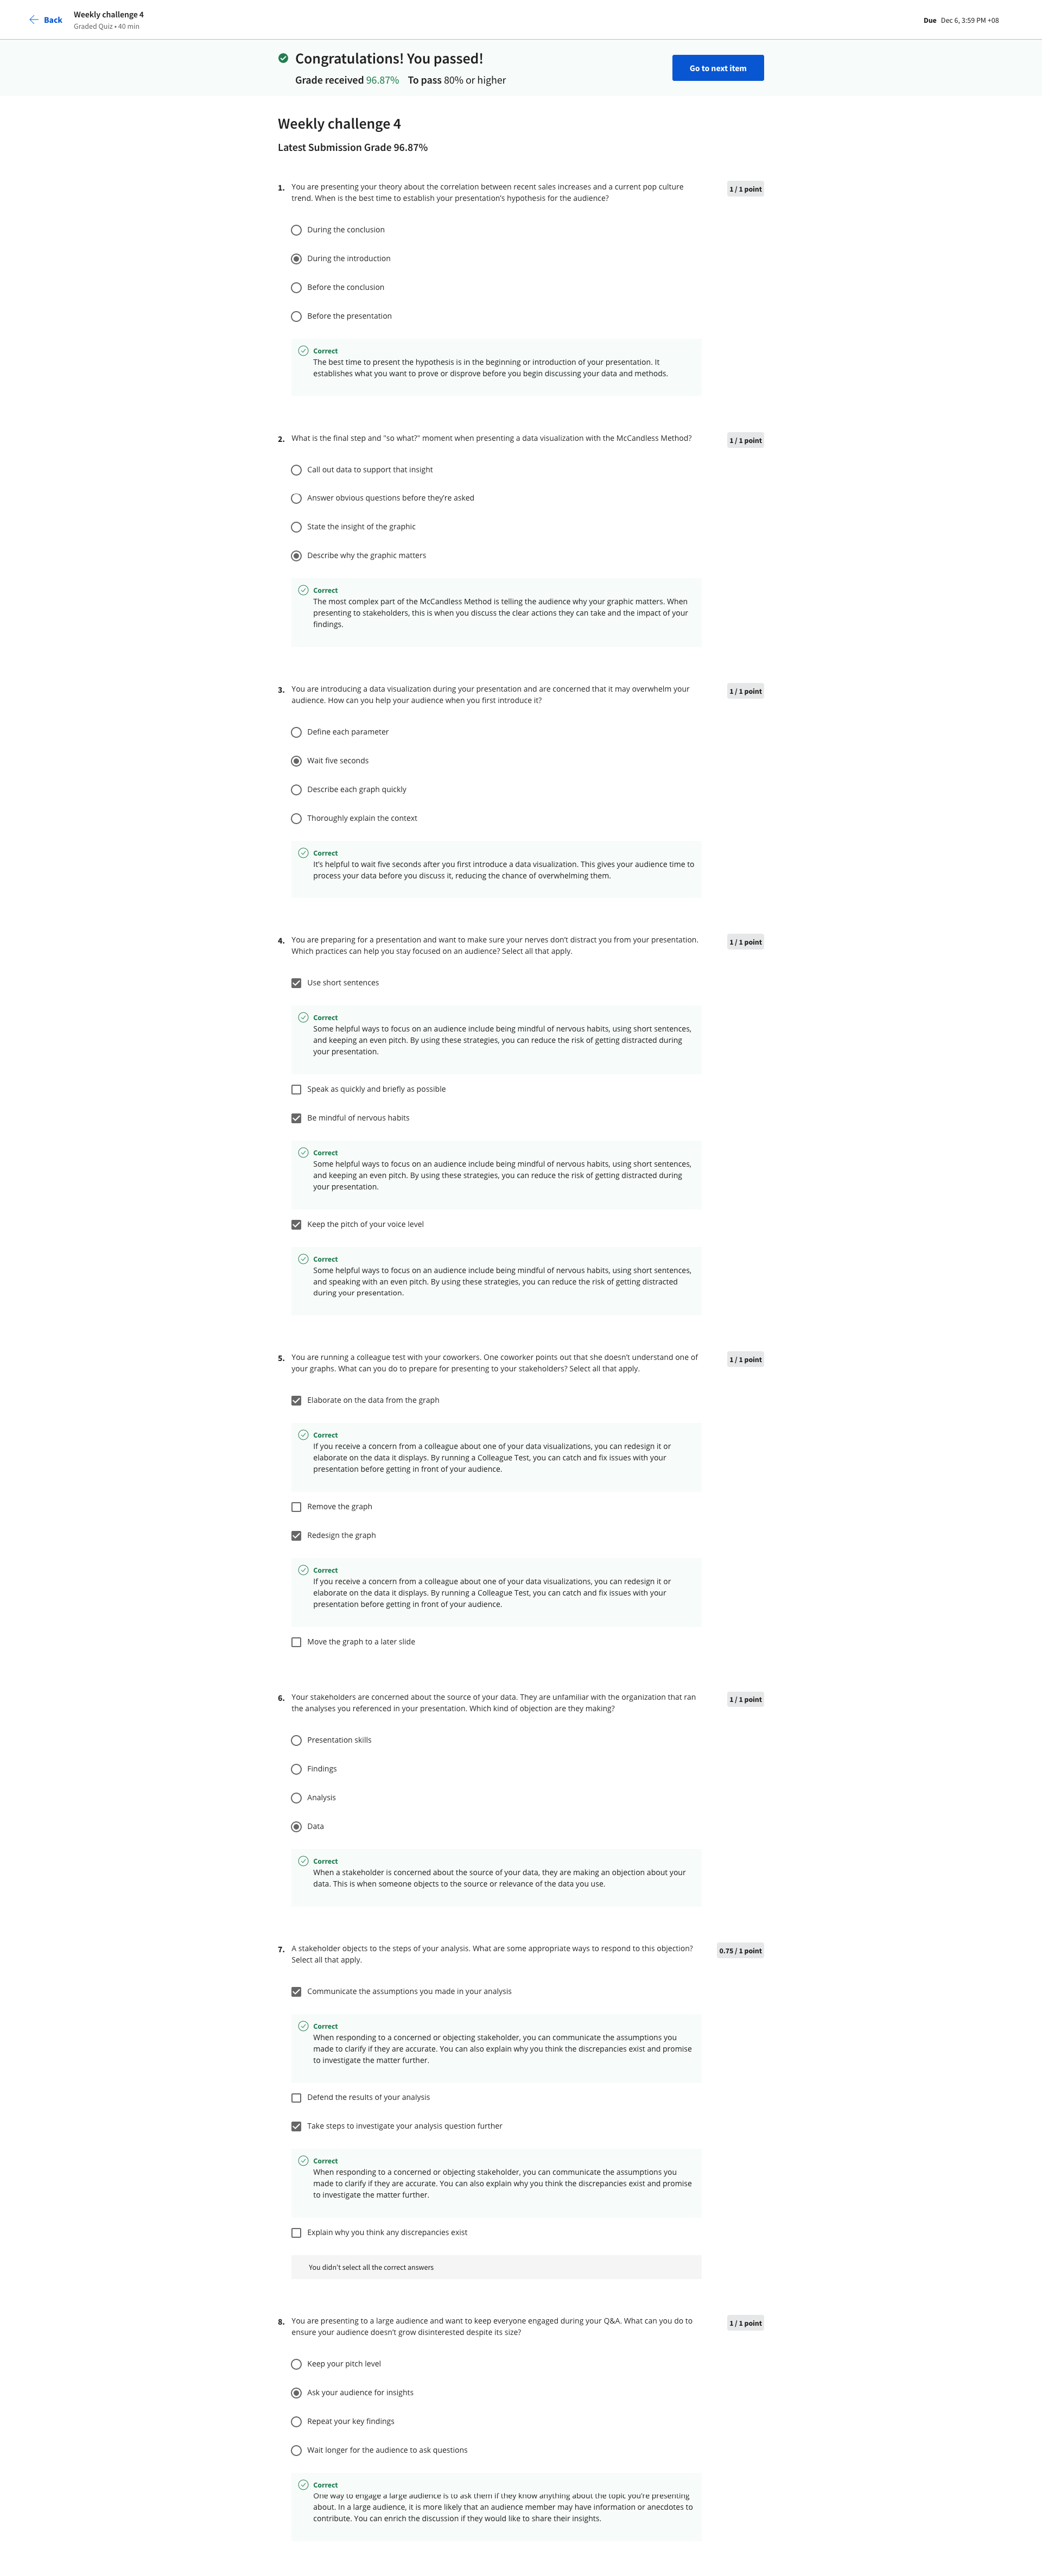 Back
Weekly challenge 4
Graded Quiz • 40 min
Due Dec 6, 3:59 PM +08
Congratulations! You passed!
Grade received 96.87% To pass 80% or higher
Go to next item
Weekly challenge 4
Latest Submission Grade 96.87%
1. You are presenting your theory about the correlation between recent sales increases and a current pop culture
trend. When is the best time to establish your presentation's hypothesis for the audience?
1 / 1 point
During the conclusion
During the introduction
Before the conclusion
Before the presentation
Correct
The best time to present the hypothesis is in the beginning or introduction of your presentation. It
establishes what you want to prove or disprove before you begin discussing your data and methods.
2. What is the final step and "so what?" moment when presenting a data visualization with the McCandless Method?
1 / 1 point
Call out data to support that insight
Answer obvious questions before they're asked
State the insight of the graphic
Describe why the graphic matters
Correct
The most complex part of the McCandless Method is telling the audience why your graphic matters. When
presenting to stakeholders, this is when you discuss the clear actions they can take and the impact of your
findings.
3. You are introducing a data visualization during your presentation and are concerned that it may overwhelm your
audience. How can you help your audience when you first introduce it?
1 / 1 point
Define each parameter
Wait five seconds
Describe each graph quickly
Thoroughly explain the context
Correct
It's helpful to wait five seconds after you first introduce a data visualization. This gives your audience time to
process your data before you discuss it, reducing the chance of overwhelming them.
4. You are preparing for a presentation and want to make sure your nerves don't distract you from your presentation.
Which practices can help you stay focused on an audience? Select all that apply.
1 / 1 point
Use short sentences
Correct
Some helpful ways to focus on an audience include being mindful of nervous habits, using short sentences,
and keeping an even pitch. By using these strategies, you can reduce the risk of getting distracted during
your presentation.
Speak as quickly and briefly as possible
Be mindful of nervous habits
Correct
Some helpful ways to focus on an audience include being mindful of nervous habits, using short sentences,
and keeping an even pitch. By using these strategies, you can reduce the risk of getting distracted during
your presentation.
Keep the pitch of your voice level
Correct
Some helpful ways to focus on an audience include being mindful of nervous habits, using short sentences,
and speaking with an even pitch. By using these strategies, you can reduce the risk of getting distracted
during your presentation.
5. You are running a colleague test with your coworkers. One coworker points out that she doesn't understand one of
your graphs. What can you do to prepare for presenting to your stakeholders? Select all that apply.
1 / 1 point
Elaborate on the data from the graph
Correct
If you receive a concern from a colleague about one of your data visualizations, you can redesign it or
elaborate on the data it displays. By running a Colleague Test, you can catch and fix issues with your
presentation before getting in front of your audience.
Remove the graph
Redesign the graph
Correct
If you receive a concern from a colleague about one of your data visualizations, you can redesign it or
elaborate on the data it displays. By running a Colleague Test, you can catch and fix issues with your
presentation before getting in front of your audience.
Move the graph to a later slide
6. Your stakeholders are concerned about the source of your data. They are unfamiliar with the organization that ran
the analyses you referenced in your presentation. Which kind of objection are they making?
1 / 1 point
Presentation skills
Findings
Analysis
Data
Correct
When a stakeholder is concerned about the source of your data, they are making an objection about your
data. This is when someone objects to the source or relevance of the data you use.
7. A stakeholder objects to the steps of your analysis. What are some appropriate ways to respond to this objection?
Select all that apply.
0.75 / 1 point
Communicate the assumptions you made in your analysis
Correct
When responding to a concerned or objecting stakeholder, you can communicate the assumptions you
made to clarify if they are accurate. You can also explain why you think the discrepancies exist and promise
to investigate the matter further.
Defend the results of your analysis
Take steps to investigate your analysis question further
Correct
When responding to a concerned or objecting stakeholder, you can communicate the assumptions you
made to clarify if they are accurate. You can also explain why you think the discrepancies exist and promise
to investigate the matter further.
Explain why you think any discrepancies exist
You didn't select all the correct answers
8. You are presenting to a large audience and want to keep everyone engaged during your Q&A. What can you do to
ensure your audience doesn't grow disinterested despite its size?
1 / 1 point
Keep your pitch level
Ask your audience for insights
Repeat your key findings
Wait longer for the audience to ask questions
Correct
One way to engage a large audience is to ask them if they know anything about the topic you're presenting
about. In a large audience, it is more likely that an audience member may have information or anecdotes to
contribute. You can enrich the discussion if they would like to share their insights.